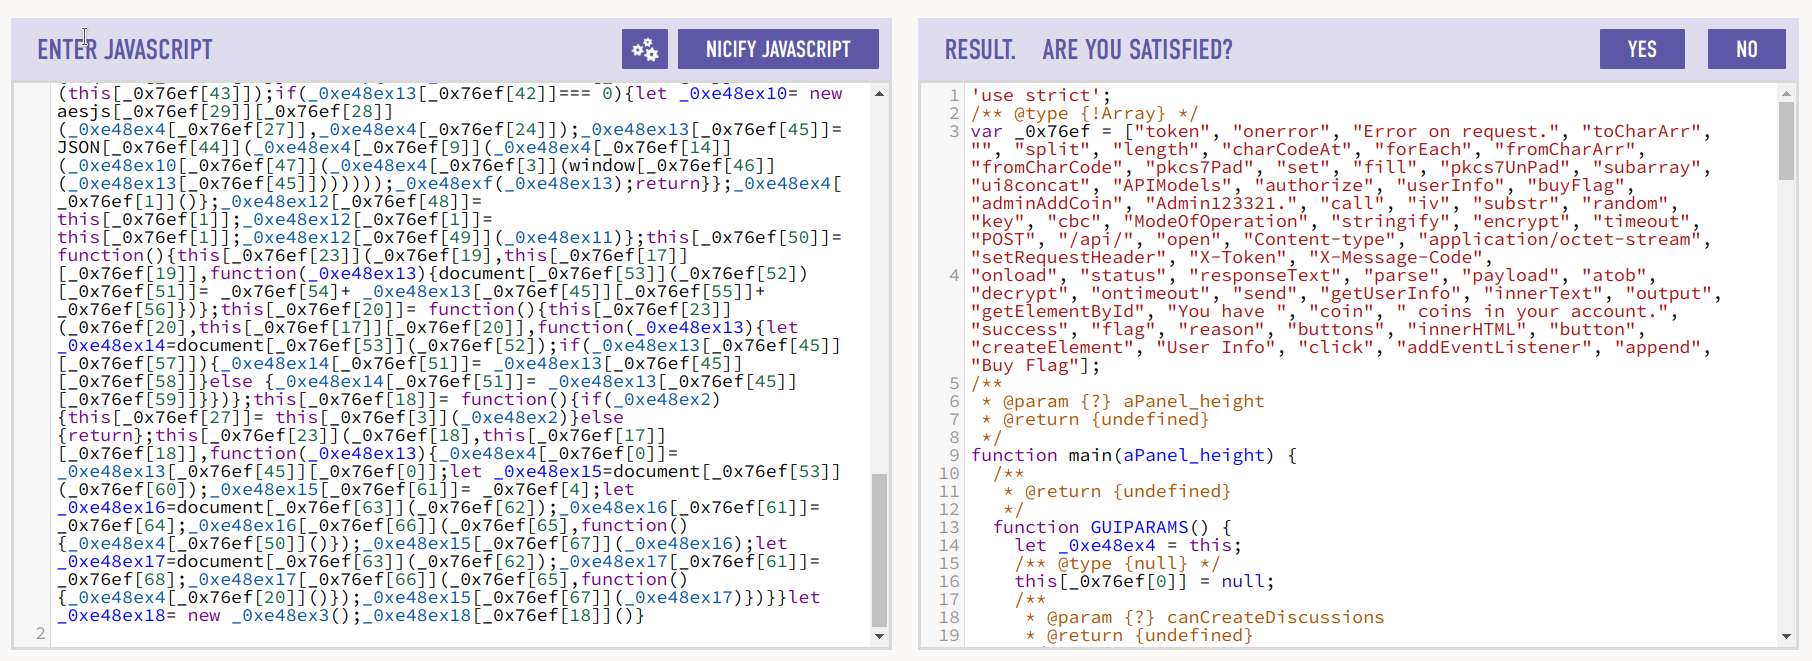 ENTER JAVASCRIPT
NICIFY JAVASCRIPT
(this[_0x76ef[43]]);if(_0xe48ex13[_0x76ef[42]]=== 0){let _0xe48ex10= new
aesjs[_0x76ef[29]][_0x76ef[28]]
(_0xe48ex4[_0x76ef[27]],_0xe48ex4[_0x76ef[24]]);_0xe48ex13[_0x76ef[45]]=
JSON[_0x76ef[44]](_0xe48ex4[_0x76ef[9]](_0xe48ex4[_0x76ef[14]]
(_0xe48ex10[_0x76ef[47]](_0xe48ex4[_0x76ef[3]](window[_0x76ef[46]]
(_0xe48ex13[_0x76ef[45]]))))));_0xe48exf(_0xe48ex13);return}};_0xe48ex4[
_0x76ef[1]]()};_0xe48ex12[_0x76ef[48]]=
this[_0x76ef[1]];_0xe48ex12[_0x76ef[1]]=
this[_0x76ef[1]];_0xe48ex12[_0x76ef[49]](_0xe48ex11)};this[_0x76ef[50]]=
function(){this[_0x76ef[23]](_0x76ef[19],this[_0x76ef[17]]
[_0x76ef[19]],function(_0xe48ex13){document[_0x76ef[53]](_0x76ef[52])
[_0x76ef[51]]= _0x76ef[54]+ _0xe48ex13[_0x76ef[45]][_0x76ef[55]]+
_0x76ef[56]})};this[_0x76ef[20]]= function(){this[_0x76ef[23]]
(_0x76ef[20],this[_0x76ef[17]][_0x76ef[20]],function(_0xe48ex13){let
_0xe48ex14=document[_0x76ef[53]](_0x76ef[52]);if(_0xe48ex13[_0x76ef[45]]
[_0x76ef[57]]){_0xe48ex14[_0x76ef[51]]= _0xe48ex13[_0x76ef[45]]
[_0x76ef[58]]}else {_0xe48ex14[_0x76ef[51]]= _0xe48ex13[_0x76ef[45]]
[_0x76ef[59]]}})};this[_0x76ef[18]]= function(){if(_0xe48ex2)
{this[_0x76ef[27]]= this[_0x76ef[3]](_0xe48ex2)}else
{return};this[_0x76ef[23]](_0x76ef[18],this[_0x76ef[17]]
[_0x76ef[18]],function(_0xe48ex13){_0xe48ex4[_0x76ef[0]]=
_0xe48ex13[_0x76ef[45]][_0x76ef[0]];let _0xe48ex15=document[_0x76ef[53]]
(_0x76ef[60]);_0xe48ex15[_0x76ef[61]]= _0x76ef[4];let
_0xe48ex16=document[_0x76ef[63]](_0x76ef[62]);_0xe48ex16[_0x76ef[61]]=
_0x76ef[64];_0xe48ex16[_0x76ef[66]](_0x76ef[65],function()
{_0xe48ex4[_0x76ef[50]]()});_0xe48ex15[_0x76ef[67]](_0xe48ex16);let
_0xe48ex17=document[_0x76ef[63]](_0x76ef[62]);_0xe48ex17[_0x76ef[61]]=
_0x76ef[68];_0xe48ex17[_0x76ef[66]](_0x76ef[65],function()
{_0xe48ex4[_0x76ef[20]]()});_0xe48ex15[_0x76ef[67]](_0xe48ex17)})}}let
_0xe48ex18= new _0xe48ex3();_0xe48ex18[_0x76ef[18]]()}
2
RESULT. ARE YOU SATISFIED?
YES
NO
1 'use strict';
2 /** @type {!Array} */
3 var _0x76ef = ["token", "onerror", "Error on request.", "toCharArr",
"", "split", "length", "charCodeAt", "forEach", "fromCharArr",
"fromCharCode", "pkcs7Pad", "set", "fill", "pkcs7UnPad", "subarray",
"ui8concat", "APIModels", "authorize", "userInfo", "buyFlag",
"adminAddCoin", "Admin123321.", "call", "iv", "substr", "random",
"key", "cbc", "ModeOfOperation", "stringify", "encrypt", "timeout",
"POST", "/api/", "open", "Content-type", "application/octet-stream",
"setRequestHeader", "X-Token", "X-Message-Code",
4 "onload", "status", "responseText", "parse", "payload", "atob",
"decrypt", "ontimeout", "send", "getUserInfo", "innerText", "output",
"getElementById", "You have ", "coin", " coins in your account.",
"success", "flag", "reason", "buttons", "innerHTML", "button",
"createElement", "User Info", "click", "addEventListener", "append",
"Buy Flag"];
5 /**
6 * @param {?} aPanel_height
7 * @return {undefined}
8 */
9 function main(aPanel_height) {
10 /**
11 * @return {undefined}
12 */
13 function GUIPARAMS() {
14 let _0xe48ex4 = this;
15 /** @type {null} */
16 this[_0x76ef[0]] = null;
17 /**
18 * @param {?} canCreateDiscussions
19 * @return {undefined}